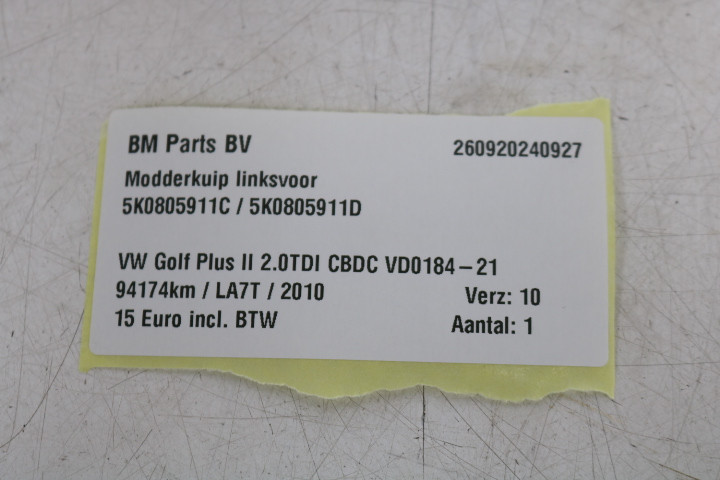 BM Parts BV 260920240927
Modderkuip linksvoor
5K0805911C / 5K0805911D
VW Golf Plus II 2.0TDI CBDC VD0184-21
94174km / LA7T / 2010 Verz: 10
15 Euro incl. BTW Aantal: 1